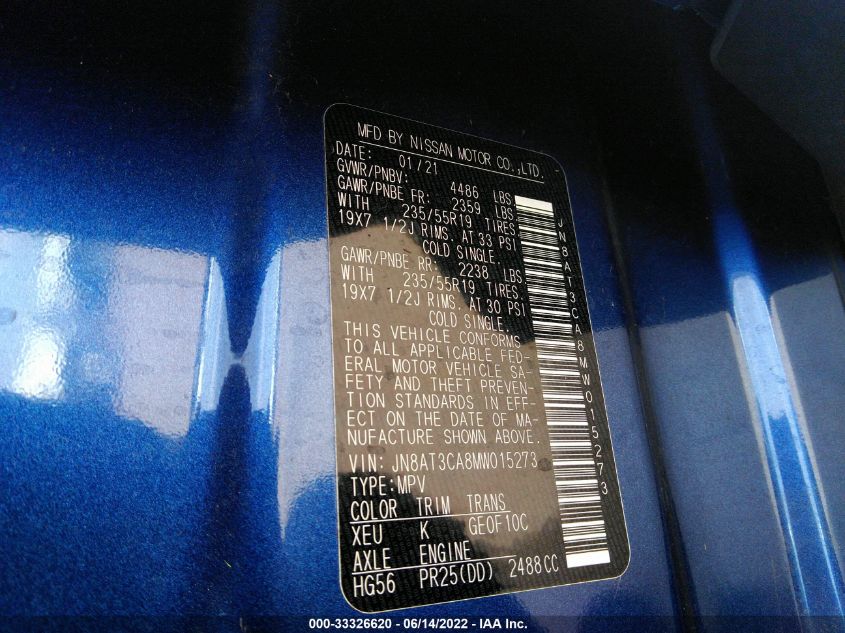 MFD BY NISSAN MOTOR CO.,LTD.
DATE: 01/21
GVWR/PNBV: 4486 LBS
GAWR/PNBE FR: 2359 LBS
WITH 235/55R19 TIRES
19X7 1/2J RIMS. AT 33 PSI
COLD SINGLE.
GAWR/PNBE RR: 2238 LBS
WITH 235/55R19 TIRES.
19X7 1/2J RIMS. AT 30 PSI
COLD SINGLE.
THIS VEHICLE CONFORMS
TO ALL APPLICABLE FED-
ERAL MOTOR VEHICLE SA-
FETY AND THEFT PREVEN-
TION STANDARDS IN EFF-
ECT ON THE DATE OF MA-
NUFACTURE SHOWN ABOVE.
VIN: JN8AT3CA8MW015273
TYPE:MPV
COLOR TRIM TRANS
XEU K GE0F10C
AXLE ENGINE
HG56 PR25(DD) 2488CC
JN8AT3CA8MW015273
000-33326620 - 06/14/2022 - IAA Inc.